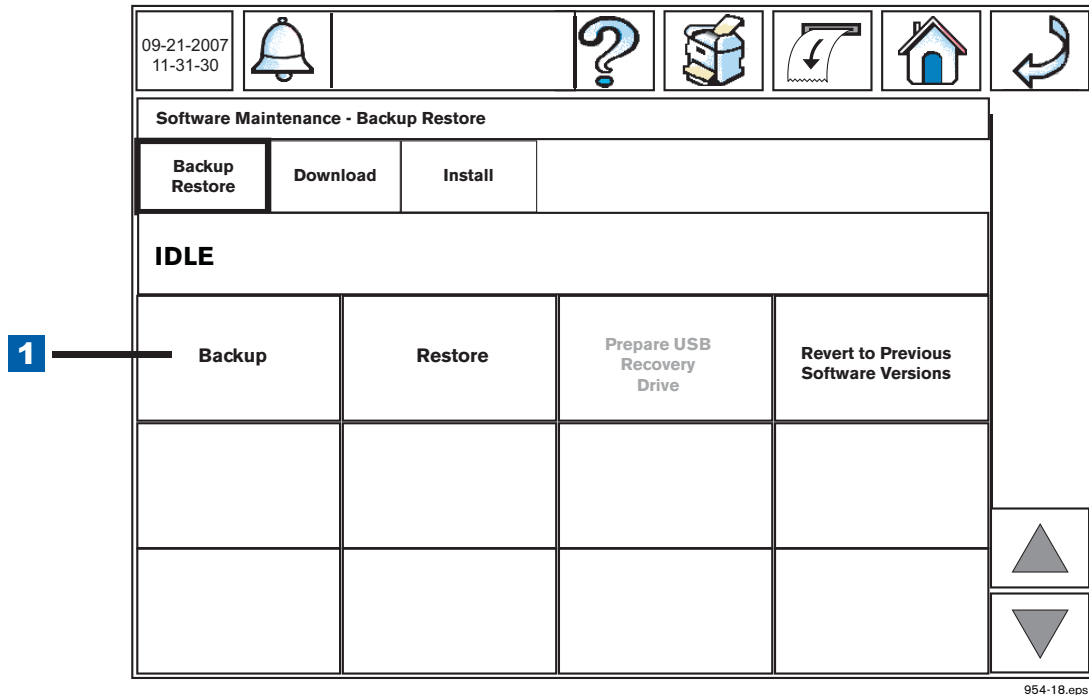 09-21-2007
11-31-30
Software Maintenance - Backup Restore
Backup
Restore
Download
Install
IDLE
1
Backup
Restore
Prepare USB
Recovery
Drive
Revert to Previous
Software Versions
954-18.eps